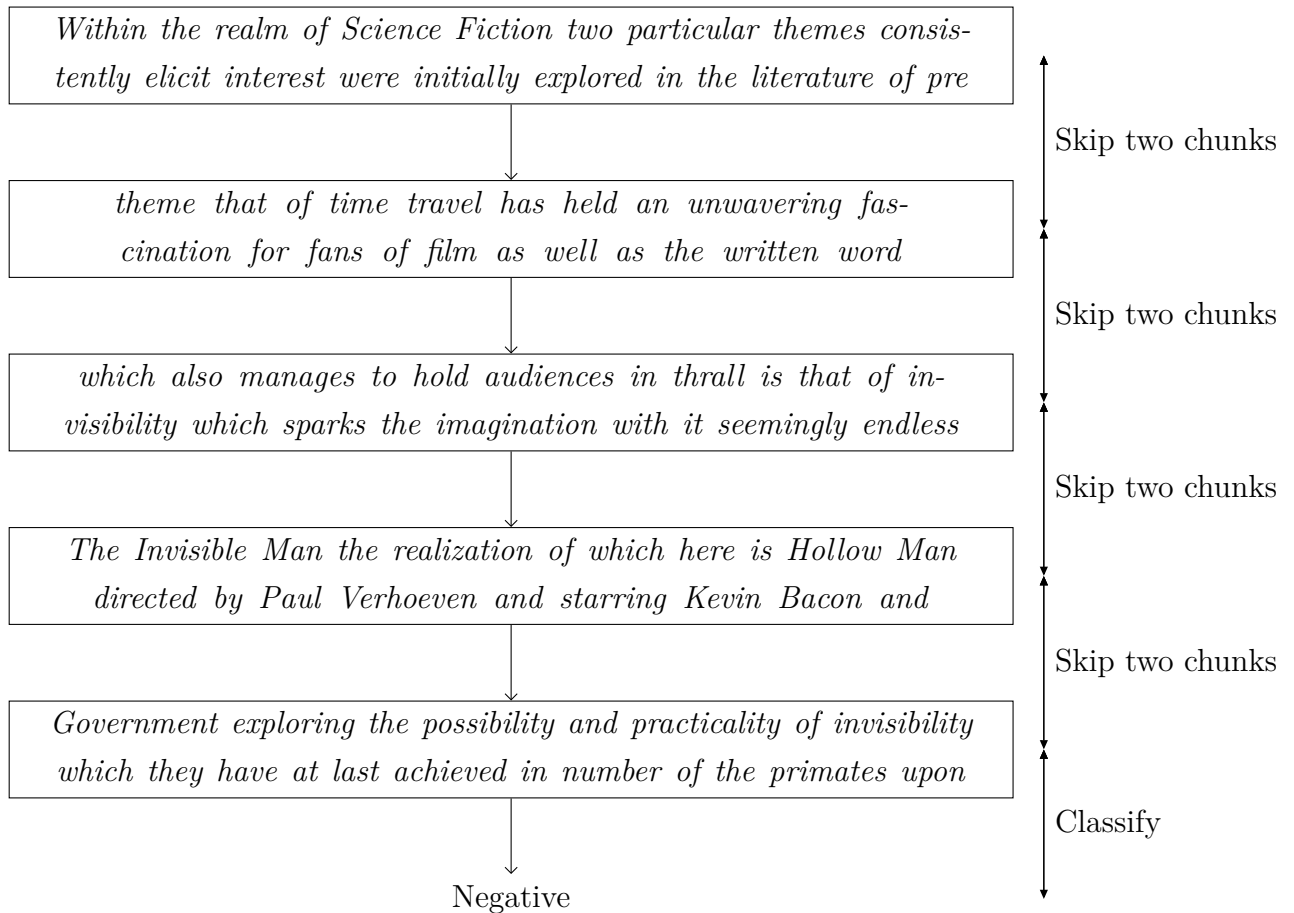 Within the realm of Science Fiction two particular themes consis-
tently elicit interest were initially explored in the literature of pre
Skip two chunks
theme that of time travel has held an unwavering fas-
cination for fans of film as well as the written word
Skip two chunks
which also manages to hold audiences in thrall is that of in-
visibility which sparks the imagination with it seemingly endless
Skip two chunks
The Invisible Man the realization of which here is Hollow Man
directed by Paul Verhoeven and starring Kevin Bacon and
Skip two chunks
Government exploring the possibility and practicality of invisibility
which they have at last achieved in number of the primates upon
Classify
Negative